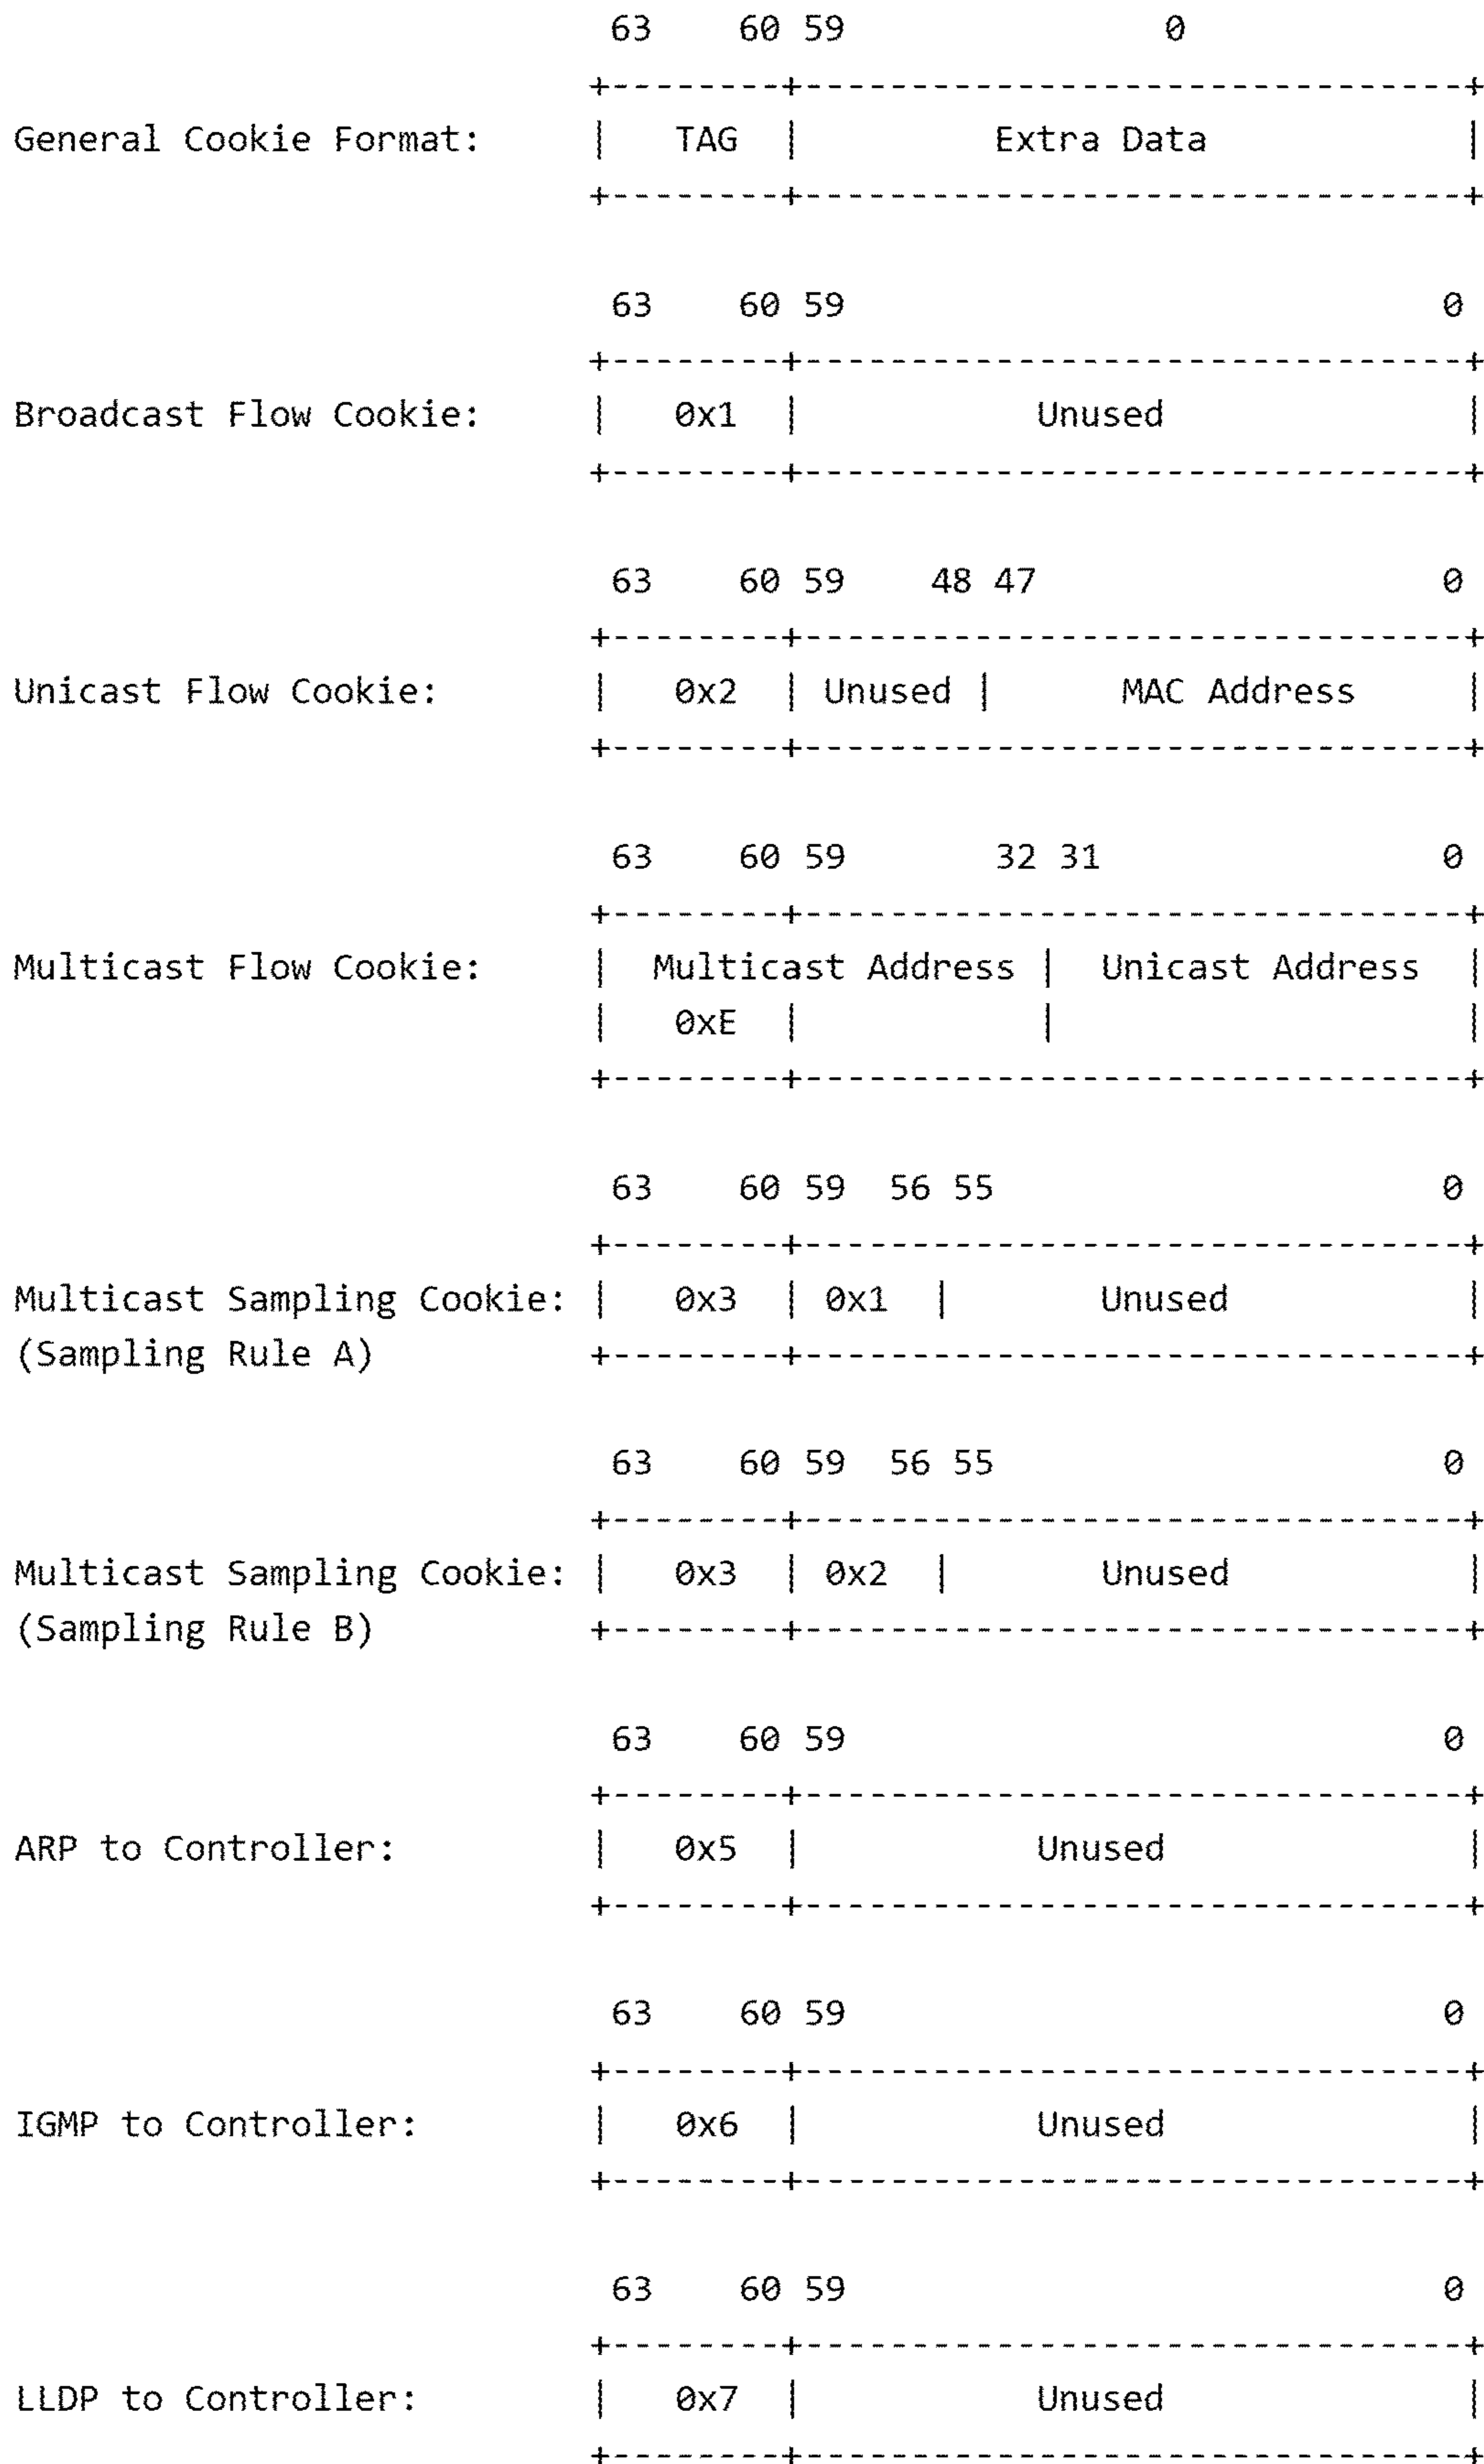 63    60 59               0
+---------+--------------------------------+
General Cookie Format:      |   TAG  |         Extra Data            |
+---------+--------------------------------+
63    60 59                            0
+---------+--------------------------------+
Broadcast Flow Cookie:      |   0x1  |           Unused              |
+---------+--------------------------------+
63    60 59    48 47                   0
+---------+--------------------------------+
Unicast Flow Cookie:        |   0x2  | Unused |      MAC Address     |
+---------+--------------------------------+
63    60 59       32 31                0
+---------+--------------------------------+
Multicast Flow Cookie:      |  Multicast Address |  Unicast Address  |
|   0xE  |           |                   |
+---------+--------------------------------+
63    60 59  56 55                     0
+---------+--------------------------------+
Multicast Sampling Cookie: |   0x3  | 0x1  |       Unused           |
(Sampling Rule A)          +---------+--------------------------------+
63    60 59  56 55                     0
+---------+--------------------------------+
Multicast Sampling Cookie: |   0x3  | 0x2  |       Unused           |
(Sampling Rule B)          +---------+--------------------------------+
63    60 59                            0
+---------+--------------------------------+
ARP to Controller:         |   0x5  |           Unused              |
+---------+--------------------------------+
63    60 59                            0
+---------+--------------------------------+
IGMP to Controller:        |   0x6  |           Unused              |
+---------+--------------------------------+
63    60 59                            0
+---------+--------------------------------+
LLDP to Controller:        |   0x7  |           Unused              |
+---------+--------------------------------+